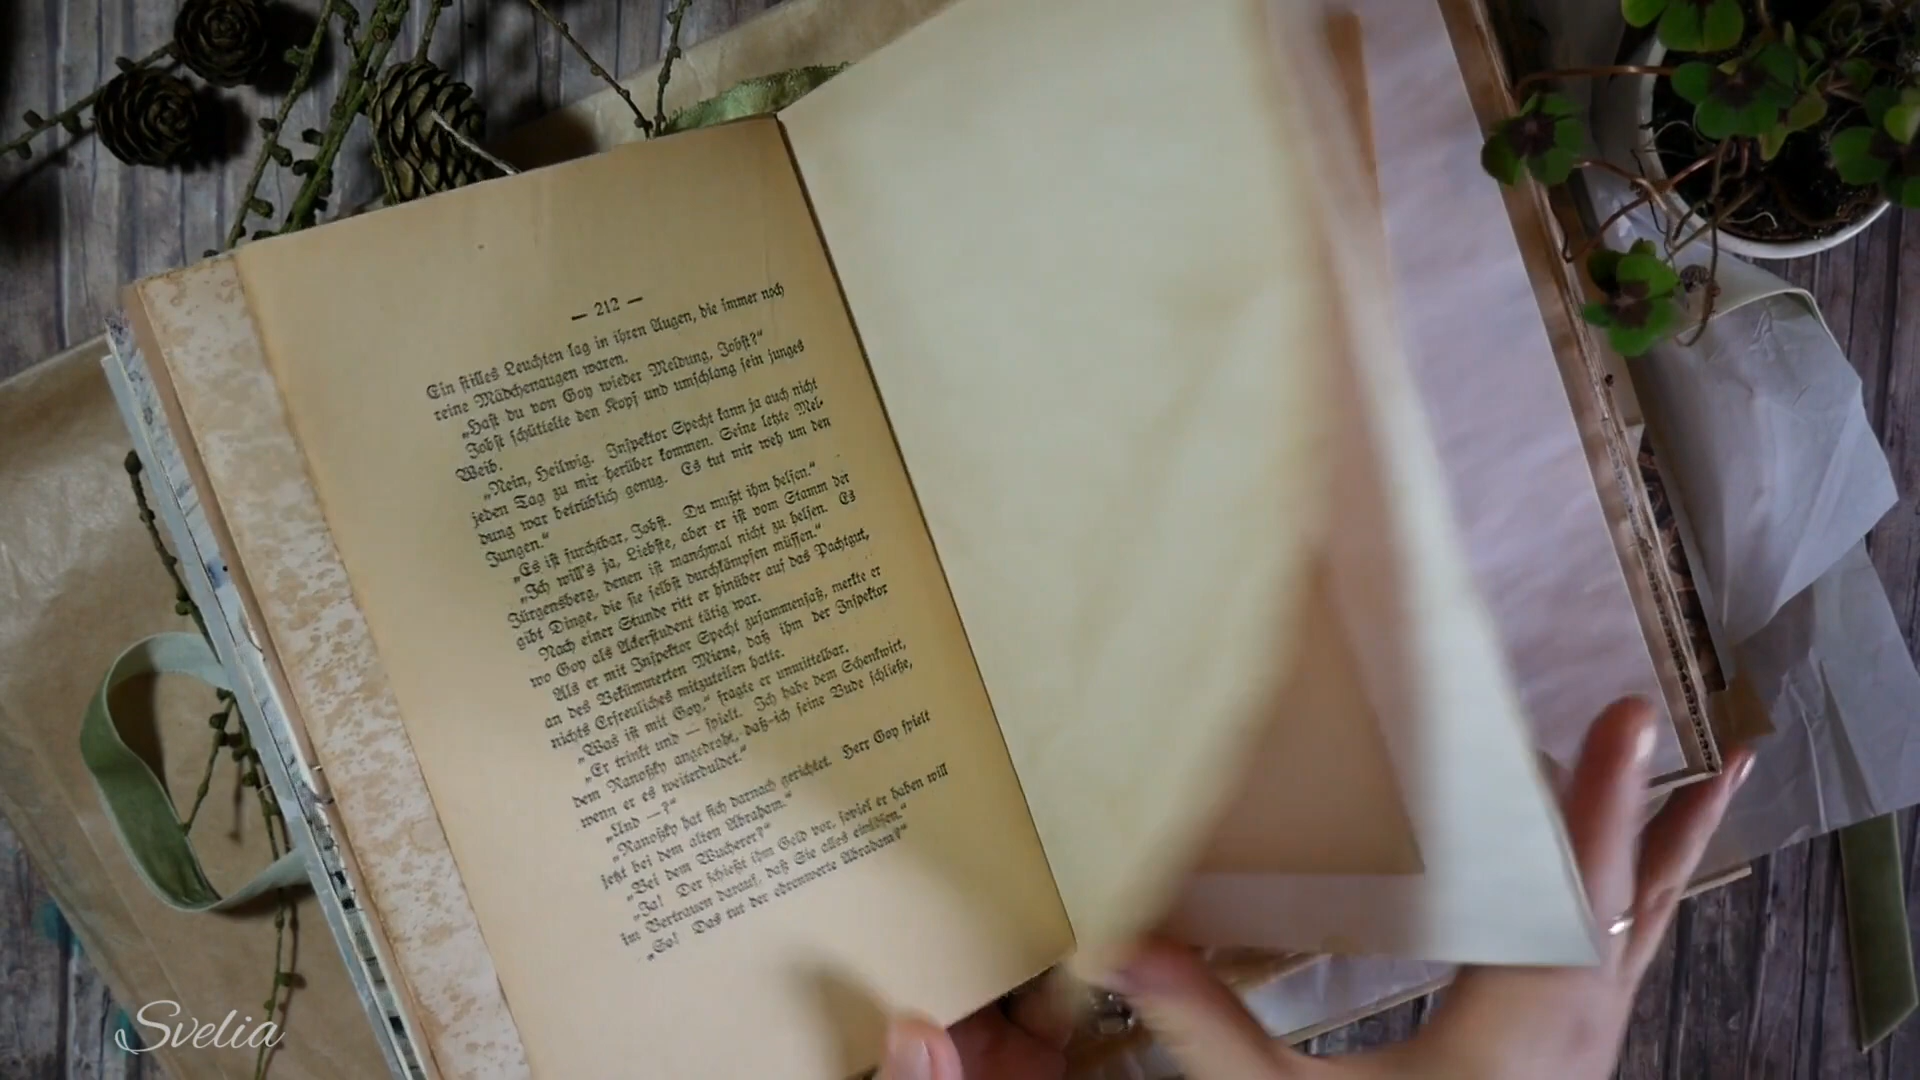 — 212 —
Ein stilles Leuchten lag in ihren Augen, die immer noch
reine Mädchenaugen waren.
„Hast du von Goy wieder Meldung, Jobst?“
Jobst schüttelte den Kopf und umschlang sein junges
Weib.
„Nein, Heilwig. Inspektor Specht kann ja auch nicht
jeden Tag zu mir herüber kommen. Seine letzte Mel-
dung war betrüblich genug. Es tut mir weh um den
Jungen.“
„Es ist furchtbar, Jobst. Du mußt ihm helfen.“
„Ich will's ja, Liebste, aber er ist vom Stamm der
Jürgensberg, denen ist manchmal nicht zu helfen. Es
gibt Dinge, die sie selbst durchkämpfen müssen.“
Nach einer Stunde ritt er hinüber auf das Pachtgut,
wo Goy als Ackerstudent tätig war.
Als er mit Inspektor Specht zusammensaß, merkte er
an des Bekümmerten Miene, daß ihm der Inspektor
nichts Erfreuliches mitzuteilen hatte.
„Was ist mit Goy,“ fragte er unmittelbar.
„Er trinkt und — spielt. Ich habe dem Schenkwirt,
dem Ranofzky angedroht, daß ich seine Bude schließe,
wenn er es weiterduldet.“
„Und —?“
„Ranofzky hat sich darnach gerichtet. Herr Goy spielt
jetzt bei dem alten Abraham.“
„Bei dem Wucherer?“
„Ja! Der schießt ihm Geld vor, soviel er haben will
im Vertrauen darauf, daß Sie alles einlösen.“
„So! Das tut der ehrenwerte Abraham?“
Svelia